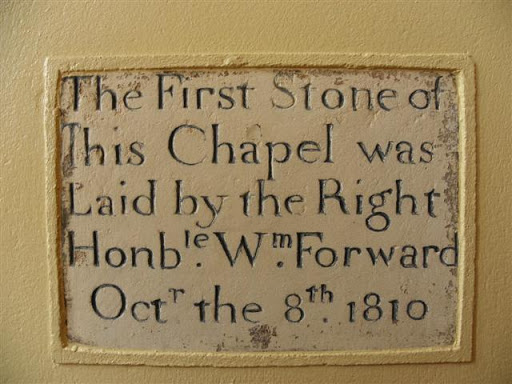 The First Stone of
This Chapel was
Laid by the Right
Honble. Wm. Forward
Octr the 8th. 1810